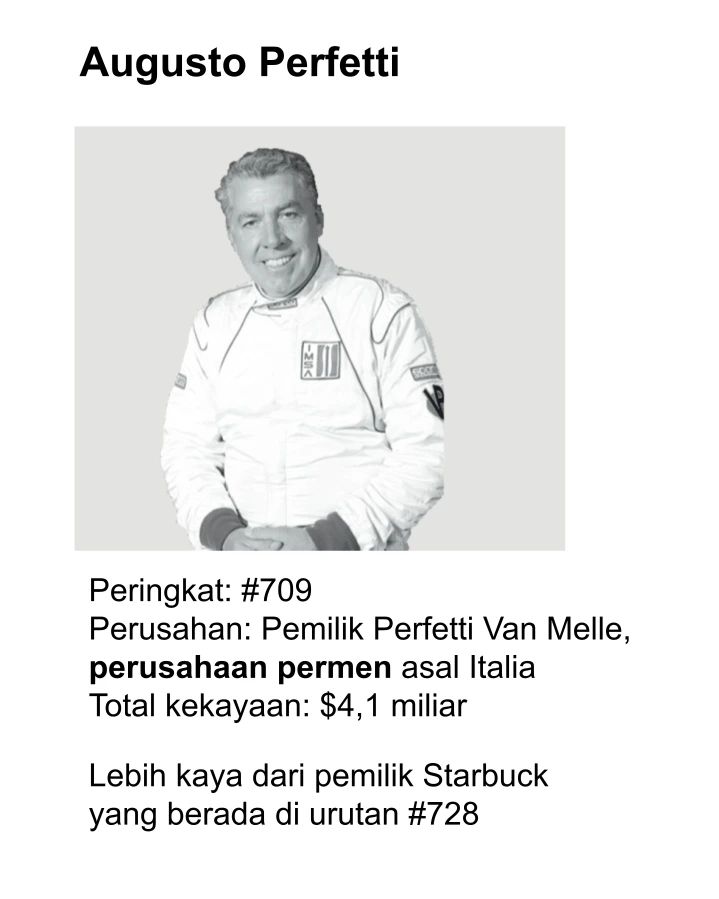 Augusto Perfetti
IMSA
Peringkat: #709
Perusahan: Pemilik Perfetti Van Melle,
perusahaan permen asal Italia
Total kekayaan: $4,1 miliar
Lebih kaya dari pemilik Starbuck
yang berada di urutan #728